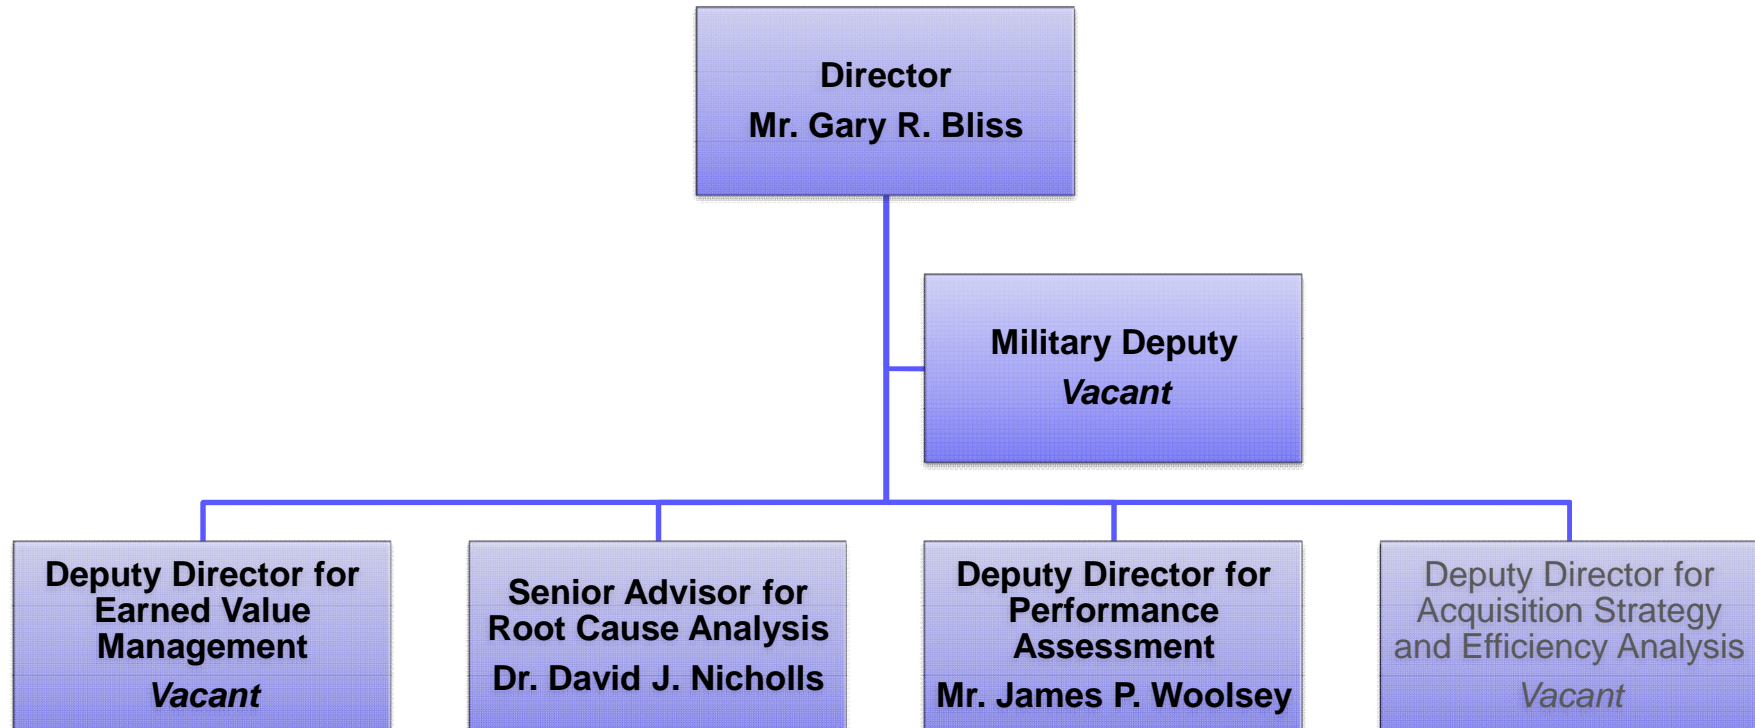 Director
Mr. Gary R. Bliss
Military Deputy
Vacant
Deputy Director for
Earned Value
Management
Vacant
Senior Advisor for
Root Cause Analysis
Dr. David J. Nicholls
Deputy Director for
Performance
Assessment
Mr. James P. Woolsey
Deputy Director for
Acquisition Strategy
and Efficiency Analysis
Vacant